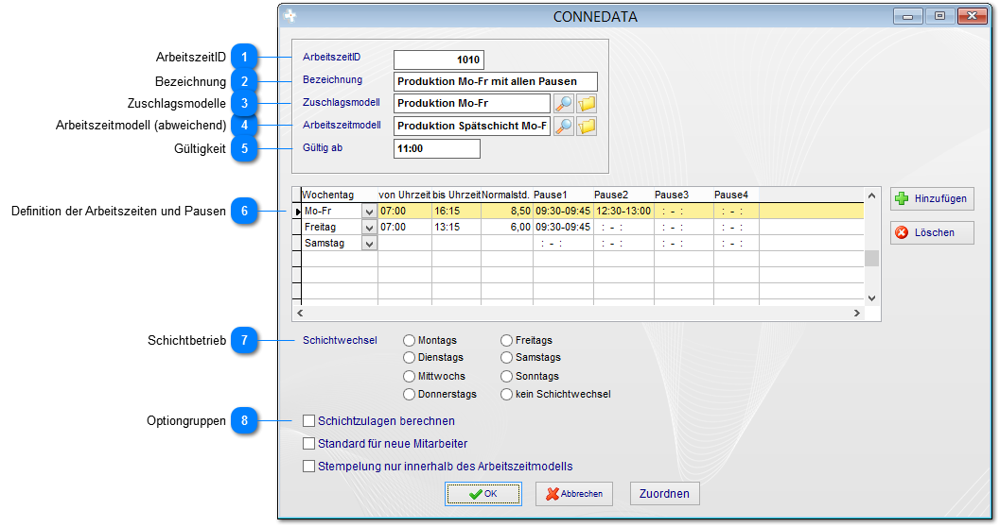 CONNEDATA
ArbeitszeitID 1 ArbeitszeitID 1010
Bezeichnung 2 Bezeichnung Produktion Mo-Fr mit allen Pausen
Zuschlagsmodelle 3 Zuschlagsmodell Produktion Mo-Fr
Arbeitszeitmodell (abweichend) 4 Arbeitszeitmodell Produktion Spätschicht Mo-F
Gültigkeit 5 Gültig ab 11:00
Wochentag von Uhrzeit bis Uhrzeit Normalstd. Pause1 Pause2 Pause3 Pause4
Definition der Arbeitszeiten und Pausen 6 Mo-Fr 07:00 16:15 8,50 09:30-09:45 12:30-13:00 : - : : - :
Freitag 07:00 13:15 6,00 09:30-09:45 : - : : - : : - :
Samstag : - : : - : : - : : - :
Hinzufügen
Löschen
Schichtbetrieb 7 Schichtwechsel Montags Freitags
Dienstags Samstags
Mittwochs Sonntags
Donnerstags kein Schichtwechsel
Optiongruppen 8 Schichtzulagen berechnen
Standard für neue Mitarbeiter
Stempelung nur innerhalb des Arbeitszeitmodells
OK Abbrechen Zuordnen